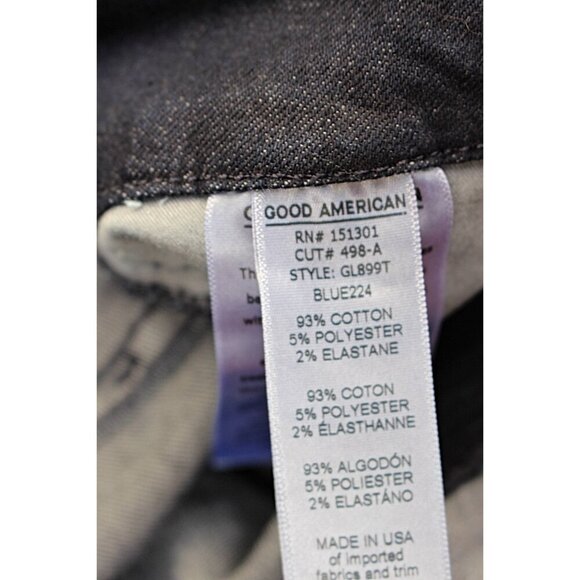 GOOD AMERICAN
RN# 151301
CUT# 498-A
STYLE: GL899T
BLUE224
93% COTTON
5% POLYESTER
2% ELASTANE
93% COTON
5% POLYESTER
2% ÉLASTHANNE
93% ALGODÓN
5% POLIESTER
2% ELASTÁNO
MADE IN USA
of imported
fabrics and trim